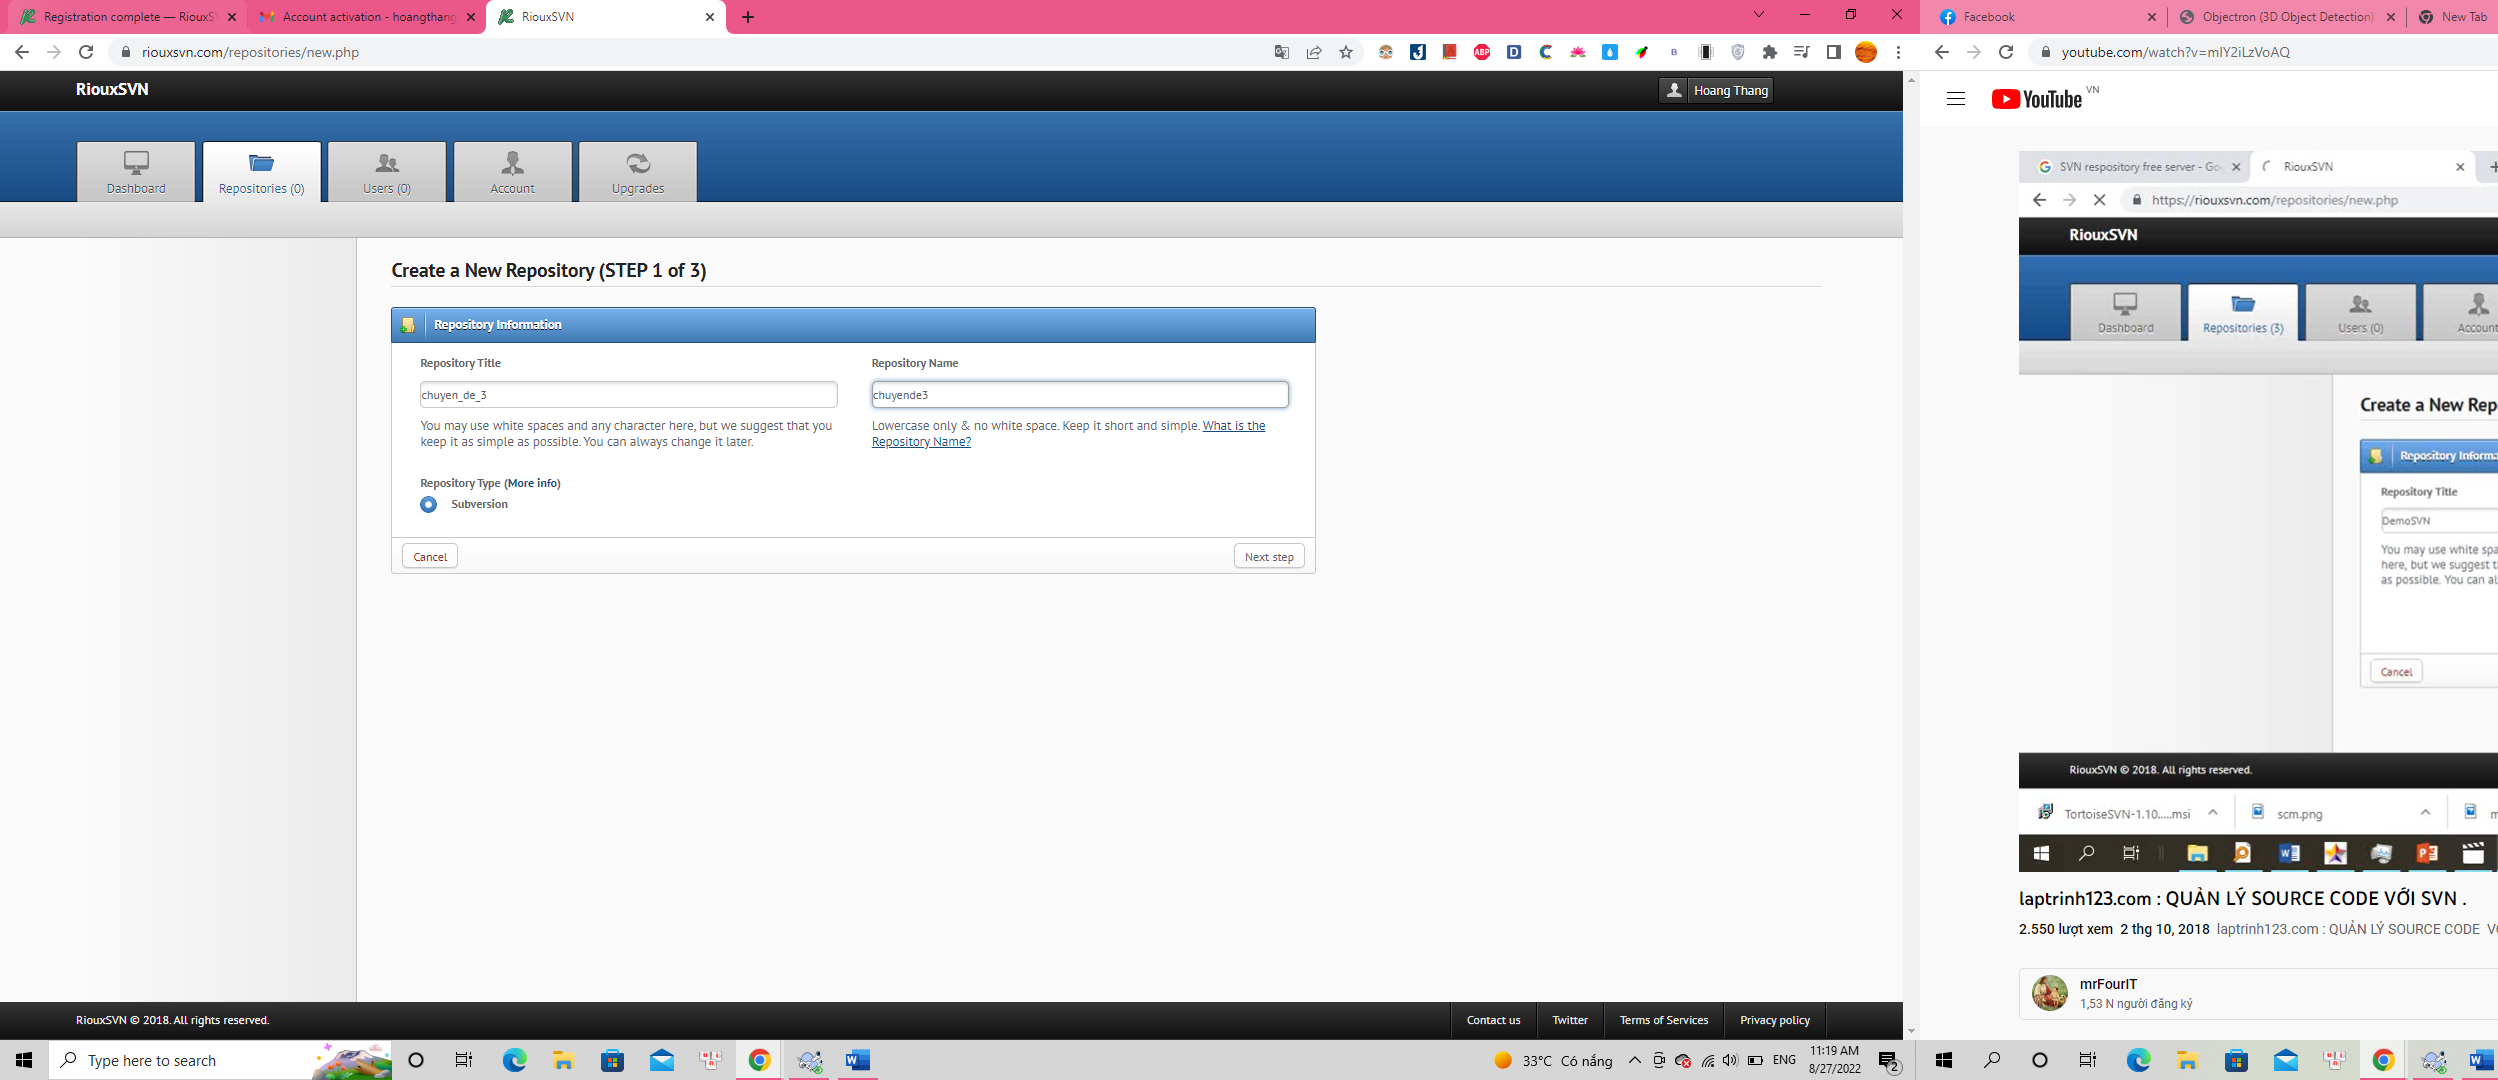 Registration complete — RiouxS
Account activation - hoangthang
RiouxSVN
riouxsvn.com/repositories/new.php
RiouxSVN
Hoang Thang
Dashboard
Repositories (0)
Users (0)
Account
Upgrades
Create a New Repository (STEP 1 of 3)
Repository Information
Repository Title
Repository Name
chuyen_de_3
chuyende3
You may use white spaces and any character here, but we suggest that you
keep it as simple as possible. You can always change it later.
Lowercase only & no white space. Keep it short and simple. What is the
Repository Name?
Repository Type (More info)
Subversion
Cancel
Next step
RiouxSVN © 2018. All rights reserved.
Contact us
Twitter
Terms of Services
Privacy policy
Type here to search
33°C Có nắng
ENG
11:19 AM
8/27/2022
2
Facebook
Objectron (3D Object Detection)
New Tab
youtube.com/watch?v=mlY2iLzVoAQ
YouTube VN
SVN respository free server - Go
RiouxSVN
https://riouxsvn.com/repositories/new.php
RiouxSVN
Dashboard
Repositories (3)
Users (0)
Account
Create a New Rep
Repository Informa
Repository Title
DemoSVN
You may use white spa
here, but we suggest t
as possible. You can al
Cancel
RiouxSVN © 2018. All rights reserved.
TortoiseSVN-1.10.....msi
scm.png
laptrinh123.com : QUẢN LÝ SOURCE CODE VỚI SVN .
2.550 lượt xem 2 thg 10, 2018 laptrinh123.com : QUẢN LÝ SOURCE CODE
mrFourIT
1,53 N người đăng ký